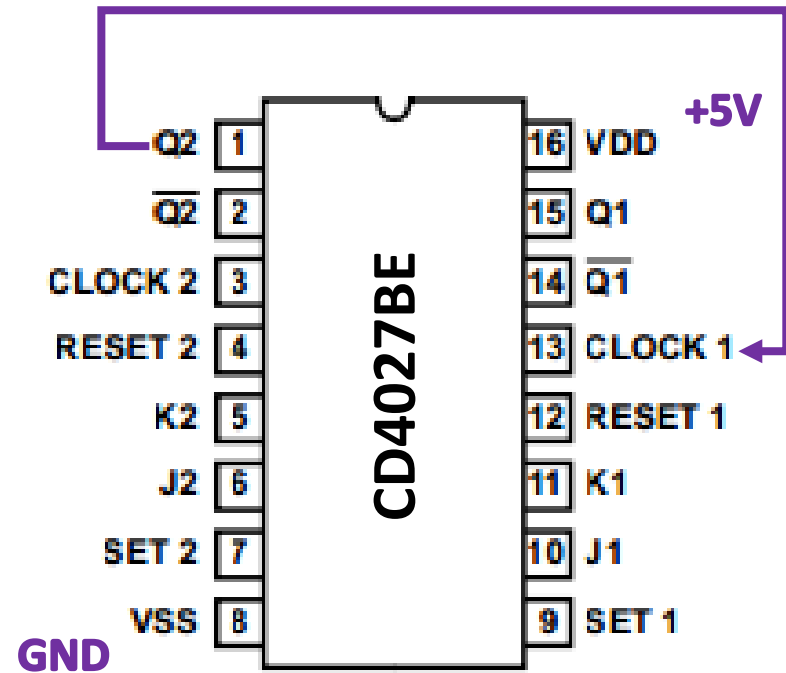 +5V
Q2 1 16 VDD
Q2 2 15 Q1
CLOCK 2 3 14 Q1
RESET 2 4 13 CLOCK 1
K2 5 12 RESET 1
J2 6 11 K1
SET 2 7 10 J1
VSS 8 9 SET 1
CD4027BE
GND